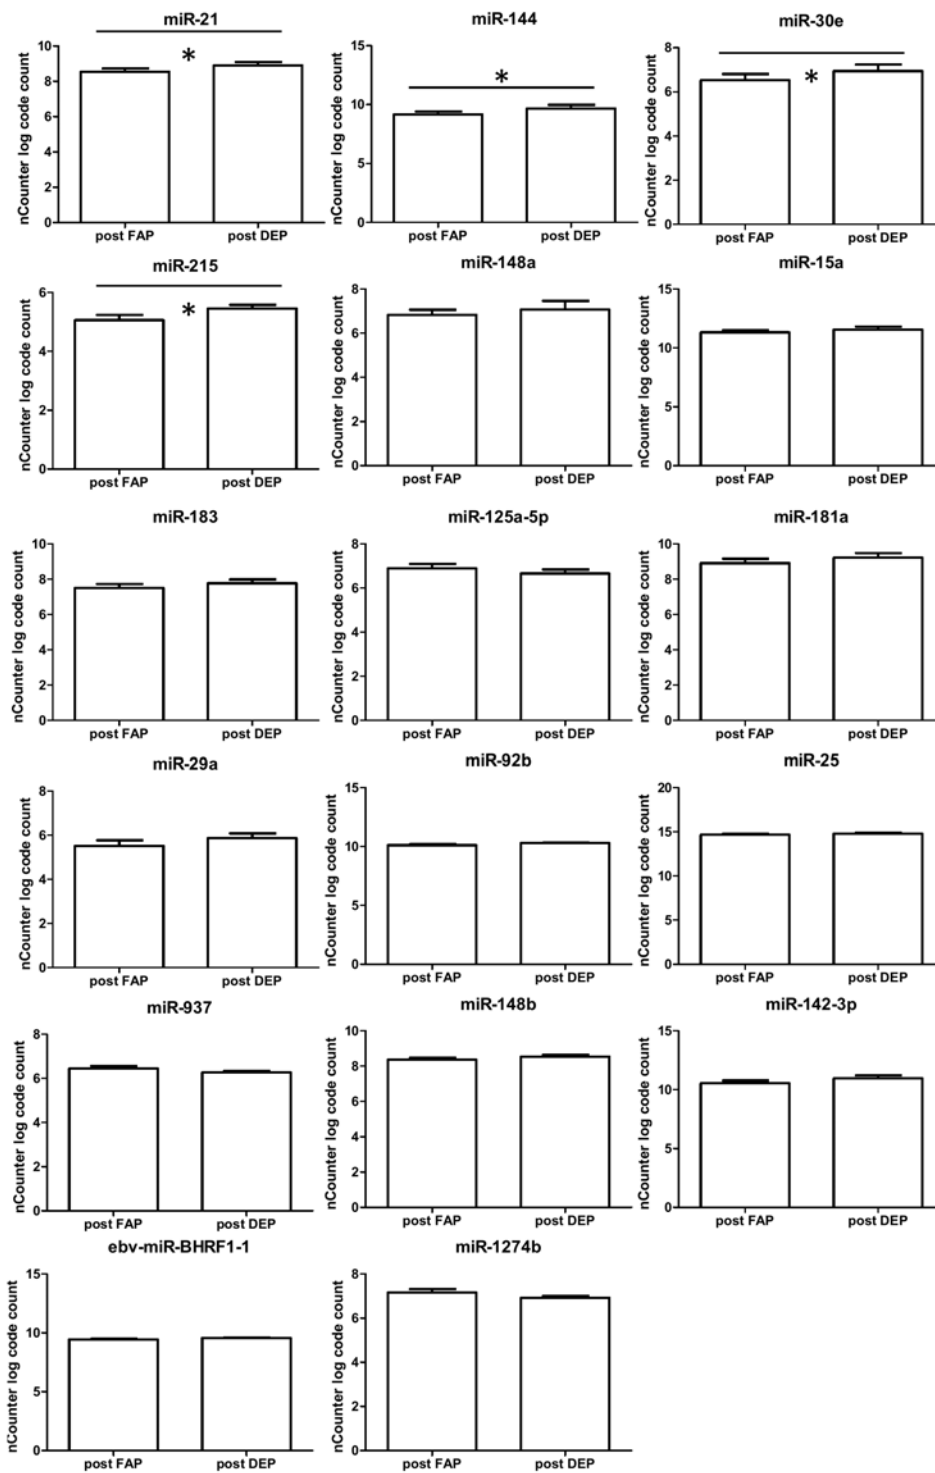 miR-21
nCounter log code count
10
8
6
4
2
0
*
post FAP
post DEP
miR-144
nCounter log code count
15
10
5
0
*
post FAP
post DEP
miR-30e
nCounter log code count
8
6
4
2
0
*
post FAP
post DEP
miR-215
nCounter log code count
6
4
2
0
*
post FAP
post DEP
miR-148a
nCounter log code count
8
6
4
2
0
post FAP
post DEP
miR-15a
nCounter log code count
15
10
5
0
post FAP
post DEP
miR-183
nCounter log code count
10
8
6
4
2
0
post FAP
post DEP
miR-125a-5p
nCounter log code count
8
6
4
2
0
post FAP
post DEP
miR-181a
nCounter log code count
10
8
6
4
2
0
post FAP
post DEP
miR-29a
nCounter log code count
8
6
4
2
0
post FAP
post DEP
miR-92b
nCounter log code count
15
10
5
0
post FAP
post DEP
miR-25
nCounter log code count
20
15
10
5
0
post FAP
post DEP
miR-937
nCounter log code count
8
6
4
2
0
post FAP
post DEP
miR-148b
nCounter log code count
10
8
6
4
2
0
post FAP
post DEP
miR-142-3p
nCounter log code count
15
10
5
0
post FAP
post DEP
ebv-miR-BHRF1-1
nCounter log code count
15
10
5
0
post FAP
post DEP
miR-1274b
nCounter log code count
8
6
4
2
0
post FAP
post DEP